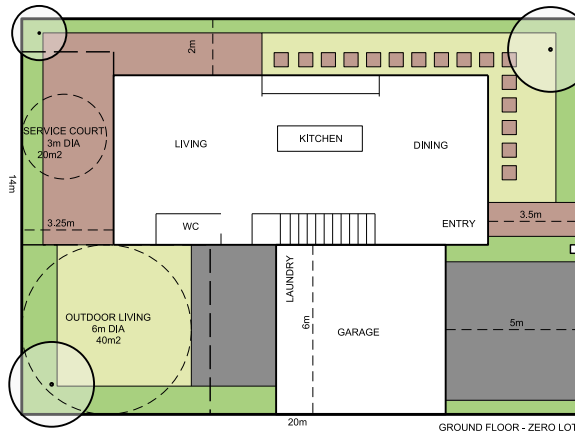 2m
SERVICE COURT
3m DIA
20m2
LIVING
KITCHEN
DINING
14m
3.25m
WC
ENTRY
3.5m
LAUNDRY
OUTDOOR LIVING
6m DIA
40m2
6m
GARAGE
5m
20m
GROUND FLOOR - ZERO LOT